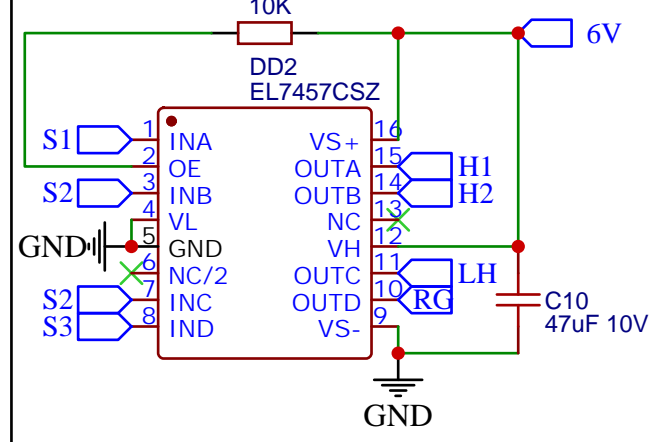 10K
6V
DD2
EL7457CSZ
S1 1 INA VS+ 16
2 OE OUTA 15 H1
S2 3 INB OUTB 14 H2
4 VL NC 13
GND 5 GND VH 12
6 NC/2 OUTC 11 LH
S2 7 INC OUTD 10 RG C10
S3 8 IND VS- 9 47uF 10V
GND